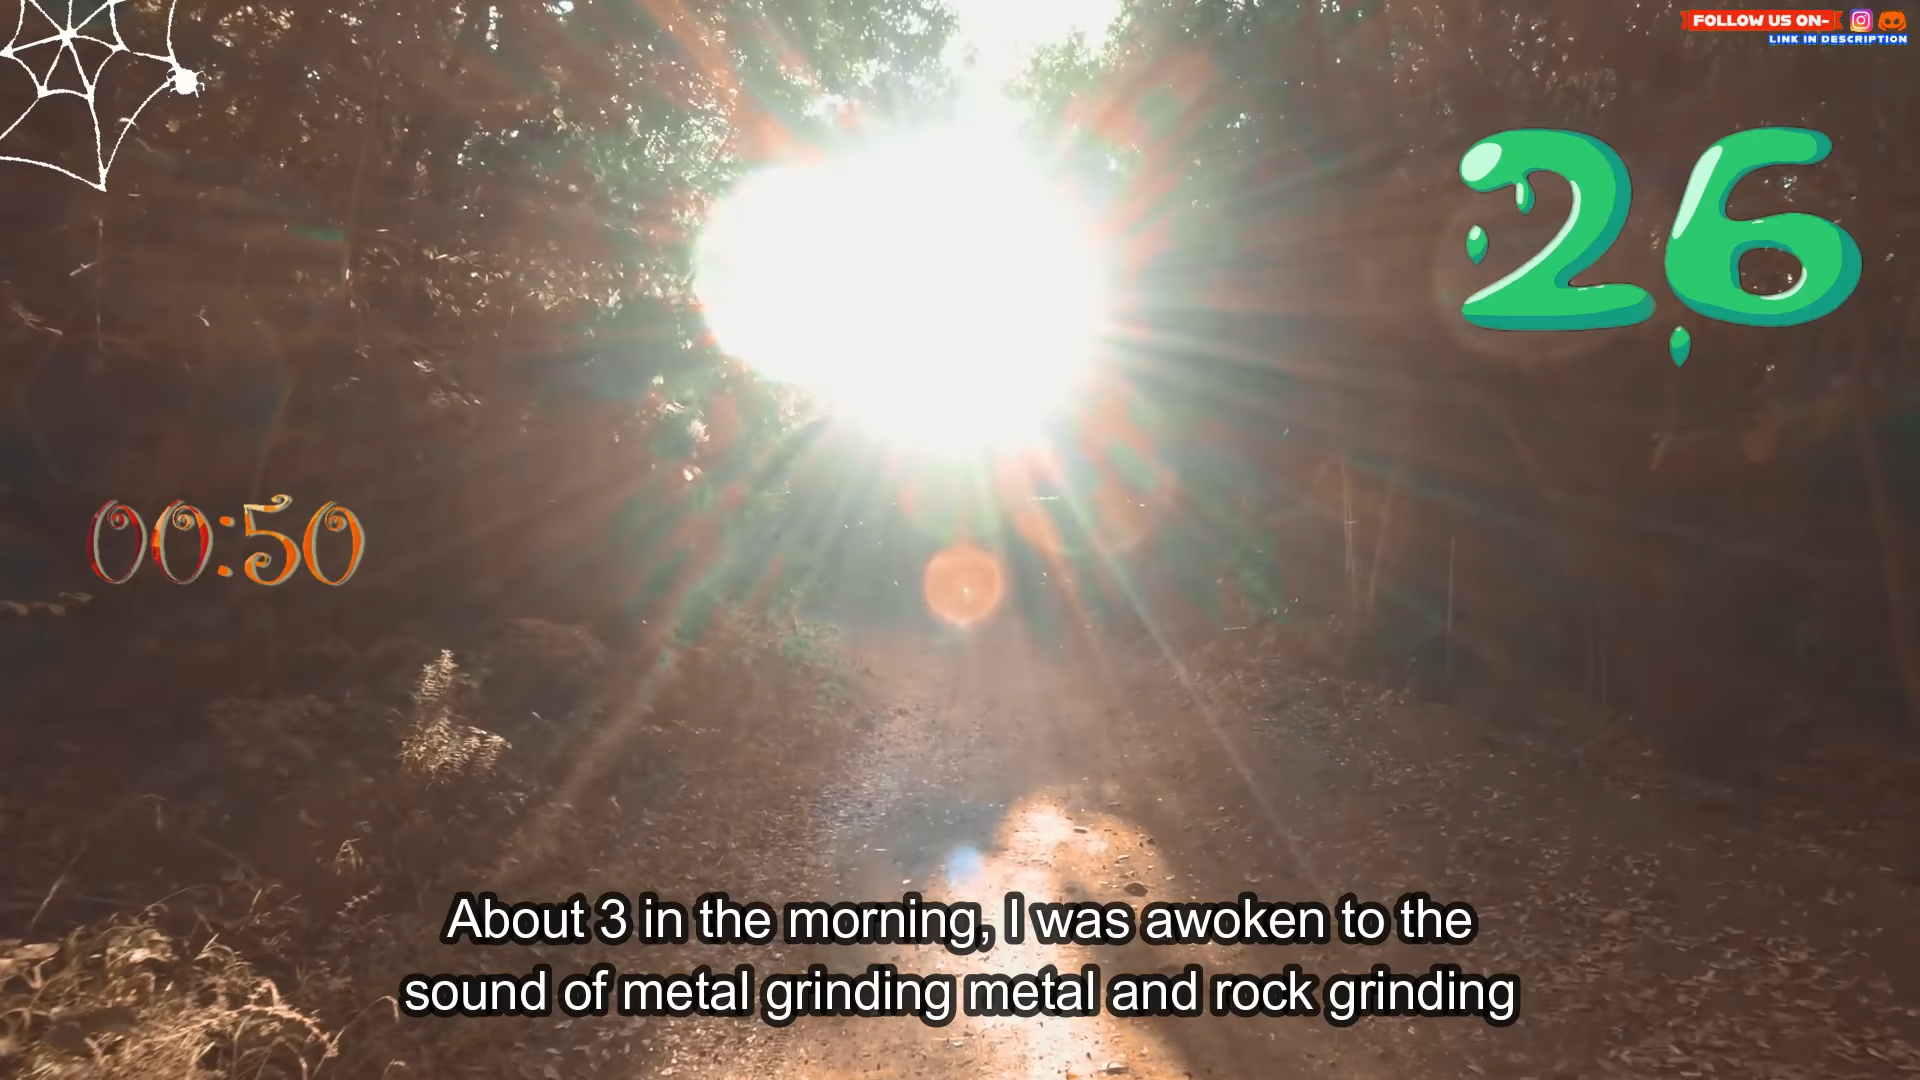 FOLLOW US ON-
LINK IN DESCRIPTION
26
00:50
About 3 in the morning, I was awoken to the
sound of metal grinding metal and rock grinding